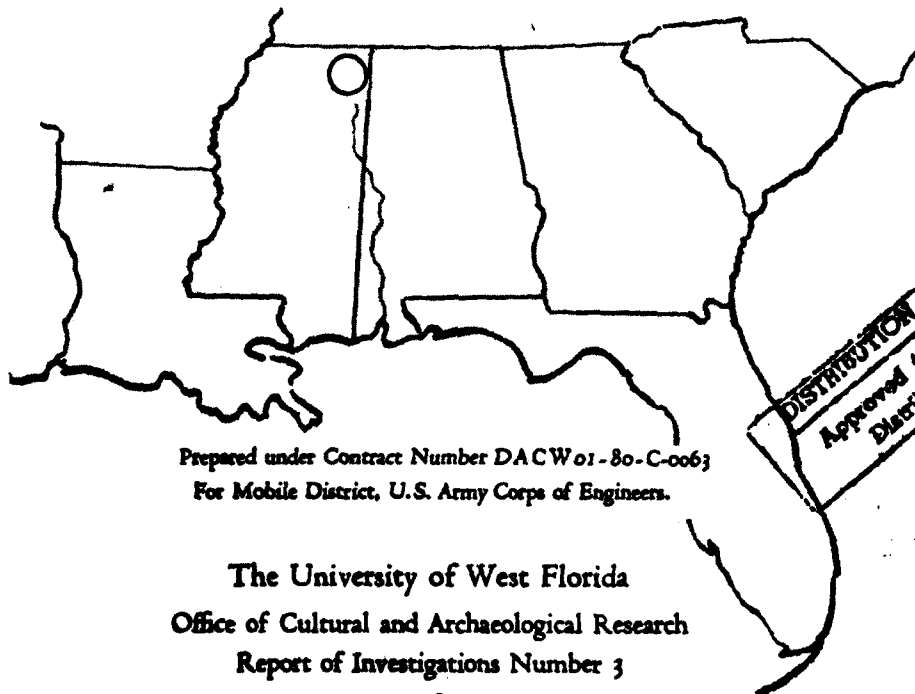 DISTRIBUTION
Approved
Prepared under Contract Number DACW01-80-C-0063
For Mobile District, U.S. Army Corps of Engineers.
The University of West Florida
Office of Cultural and Archaeological Research
Report of Investigations Number 3